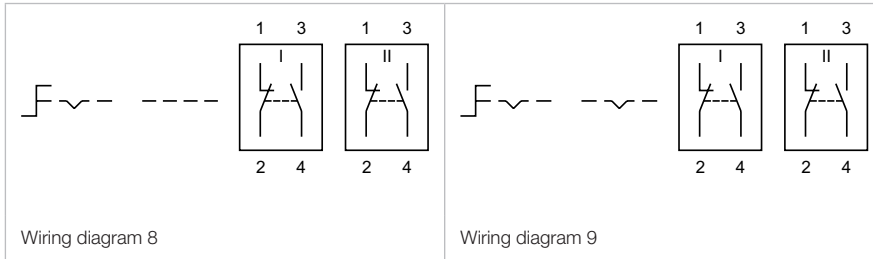 1 3 1 3 1 3 1 3
I II I II
2 4 2 4 2 4 2 4
Wiring diagram 8
Wiring diagram 9